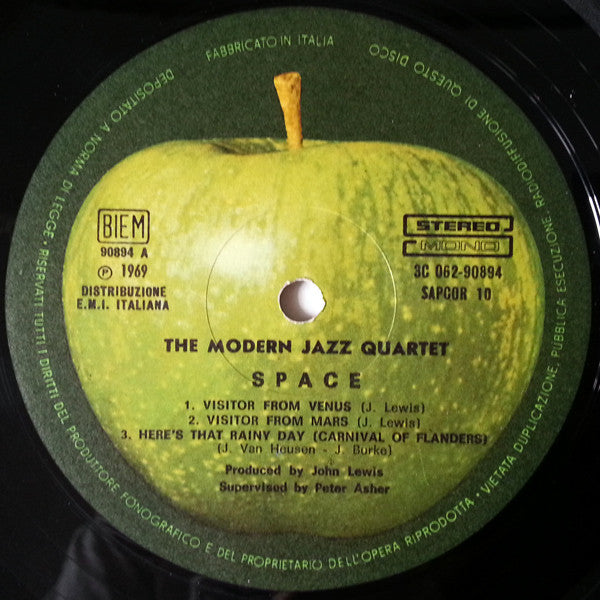 FABBRICATO IN ITALIA
DEPOSITATO A NORMA DI LEGGE · RISERVATI TUTTI I DIRITTI DEL PRODUTTORE FONOGRAFICO E DEL PROPRIETARIO DELL'OPERA RIPRODOTTA · VIETATA DUPLICAZIONE, PUBBLICA ESECUZIONE RADIODIFFUSIONE DI QUESTO DISCO
BIEM
90894 A
Ⓟ 1969
DISTRIBUZIONE
E.M.I. ITALIANA
STEREO
MONO
3C 062-90894
SAPCOR 10
THE MODERN JAZZ QUARTET
SPACE
1. VISITOR FROM VENUS (J. Lewis)
2. VISITOR FROM MARS (J. Lewis)
3. HERE'S THAT RAINY DAY (CARNIVAL OF FLANDERS)
(J. Van Heusen - J. Burke)
Produced by John Lewis
Supervised by Peter Asher